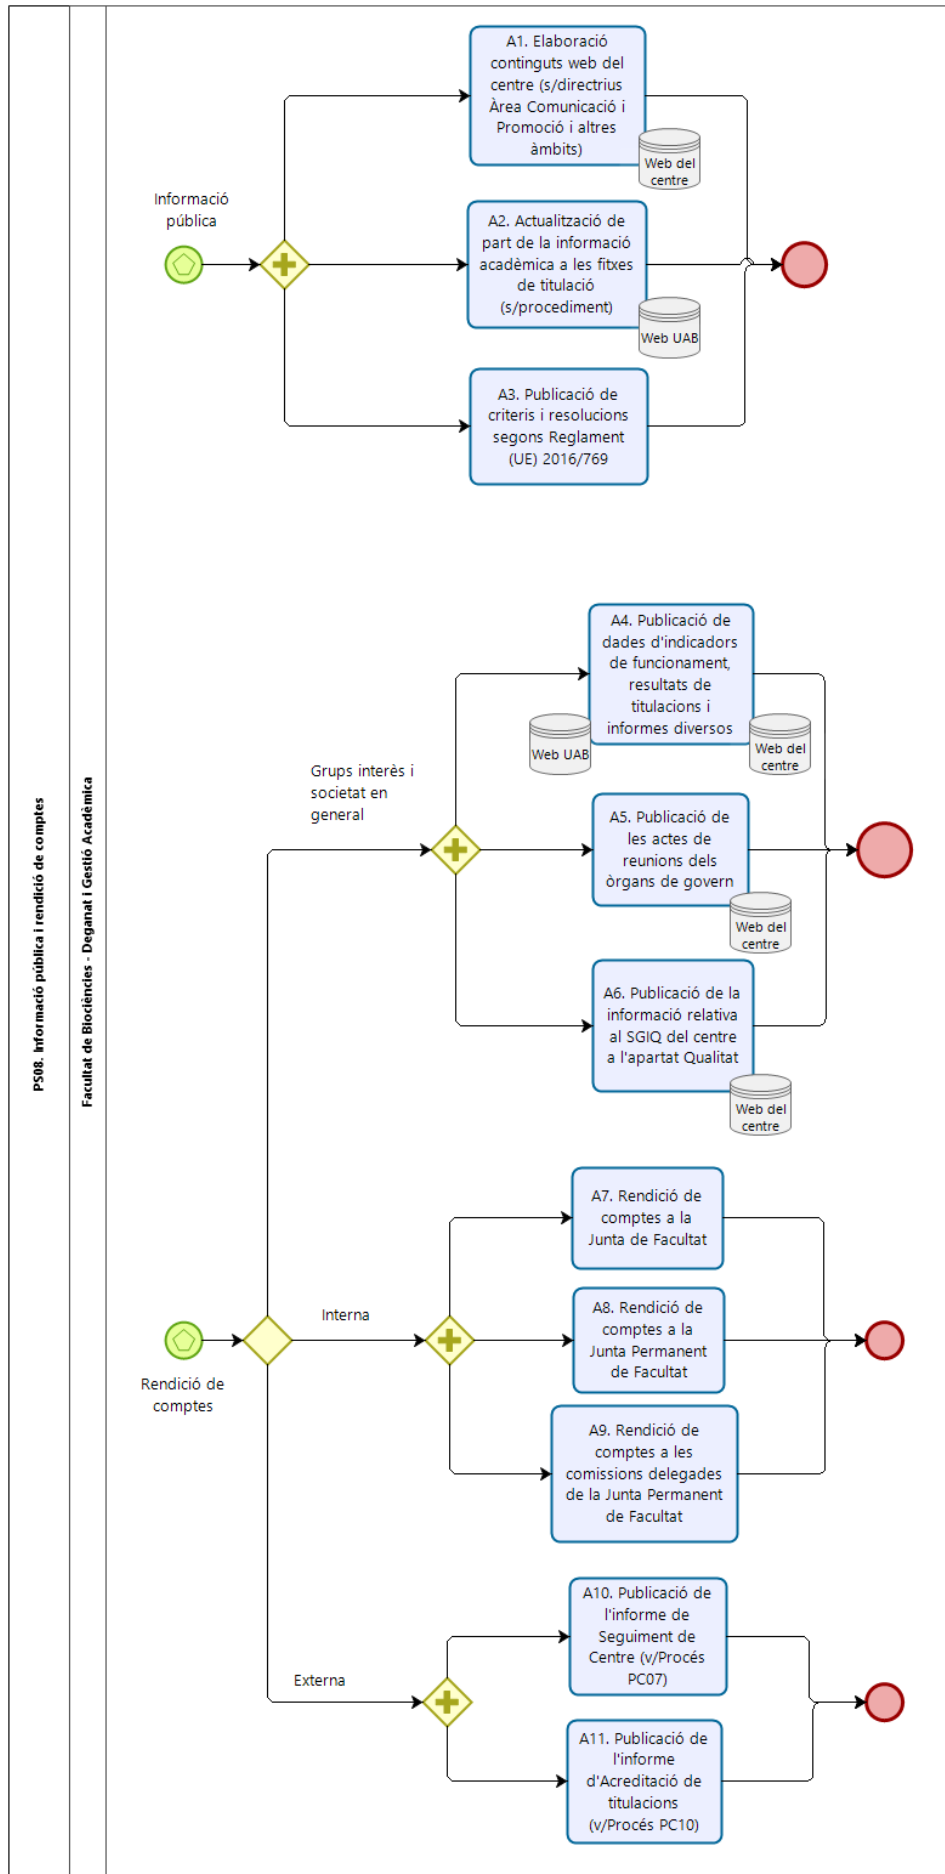 PS08. Informació pública i rendició de comptes
Facultat de Biociències - Deganat i Gestió Acadèmica
Informació
pública
A1. Elaboració
continguts web del
centre (s/directrius
Àrea Comunicació i
Promoció i altres
àmbits)
Web del
centre
A2. Actualització de
part de la informació
acadèmica a les fitxes
de titulació
(s/procediment)
Web UAB
A3. Publicació de
criteris i resolucions
segons Reglament
(UE) 2016/769
Grups interès i
societat en
general
A4. Publicació de
dades d'indicadors
de funcionament,
resultats de
titulacions i
informes diversos
Web UAB
Web del
centre
A5. Publicació de
les actes de
reunions dels
òrgans de govern
Web del
centre
A6. Publicació de la
informació relativa
al SGIQ del centre
a l'apartat Qualitat
Web del
centre
Rendició de
comptes
Interna
A7. Rendició de
comptes a la
Junta de Facultat
A8. Rendició de
comptes a la
Junta Permanent
de Facultat
A9. Rendició de
comptes a les
comissions delegades
de la Junta Permanent
de Facultat
Externa
A10. Publicació de
l'informe de
Seguiment de
Centre (v/Procés
PC07)
A11. Publicació de
l'informe
d'Acreditació de
titulacions
(v/Procés PC10)